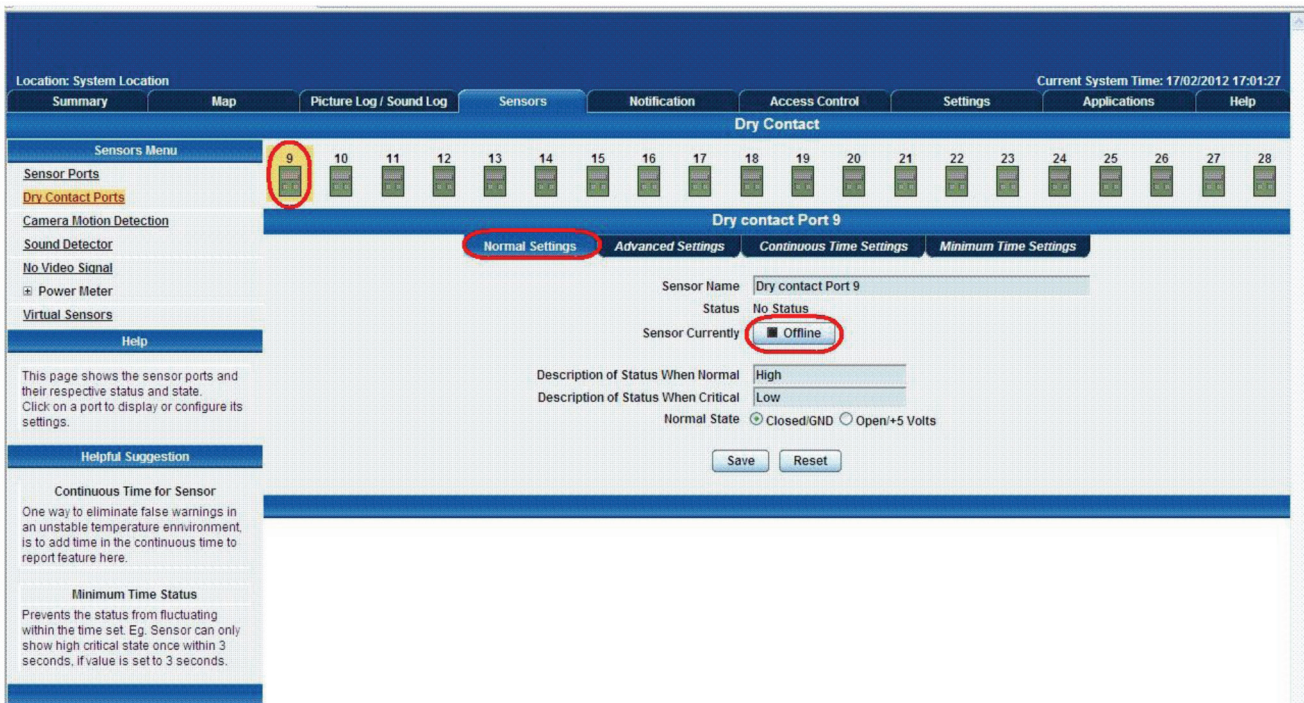 Location: System Location
Current System Time: 17/02/2012 17:01:27
Summary Map Picture Log / Sound Log Sensors Notification Access Control Settings Applications Help
Dry Contact
Sensors Menu
Sensor Ports
Dry Contact Ports
Camera Motion Detection
Sound Detector
No Video Signal
Power Meter
Virtual Sensors
Help
This page shows the sensor ports and
their respective status and state.
Click on a port to display or configure its
settings.
Helpful Suggestion
Continuous Time for Sensor
One way to eliminate false warnings in
an unstable temperature ennvironment,
is to add time in the continuous time to
report feature here.
Minimum Time Status
Prevents the status from fluctuating
within the time set. Eg. Sensor can only
show high critical state once within 3
seconds, if value is set to 3 seconds.
9 10 11 12 13 14 15 16 17 18 19 20 21 22 23 24 25 26 27 28
Dry contact Port 9
Normal Settings Advanced Settings Continuous Time Settings Minimum Time Settings
Sensor Name Dry contact Port 9
Status No Status
Sensor Currently Offline
Description of Status When Normal High
Description of Status When Critical Low
Normal State Closed/GND Open/+5 Volts
Save Reset